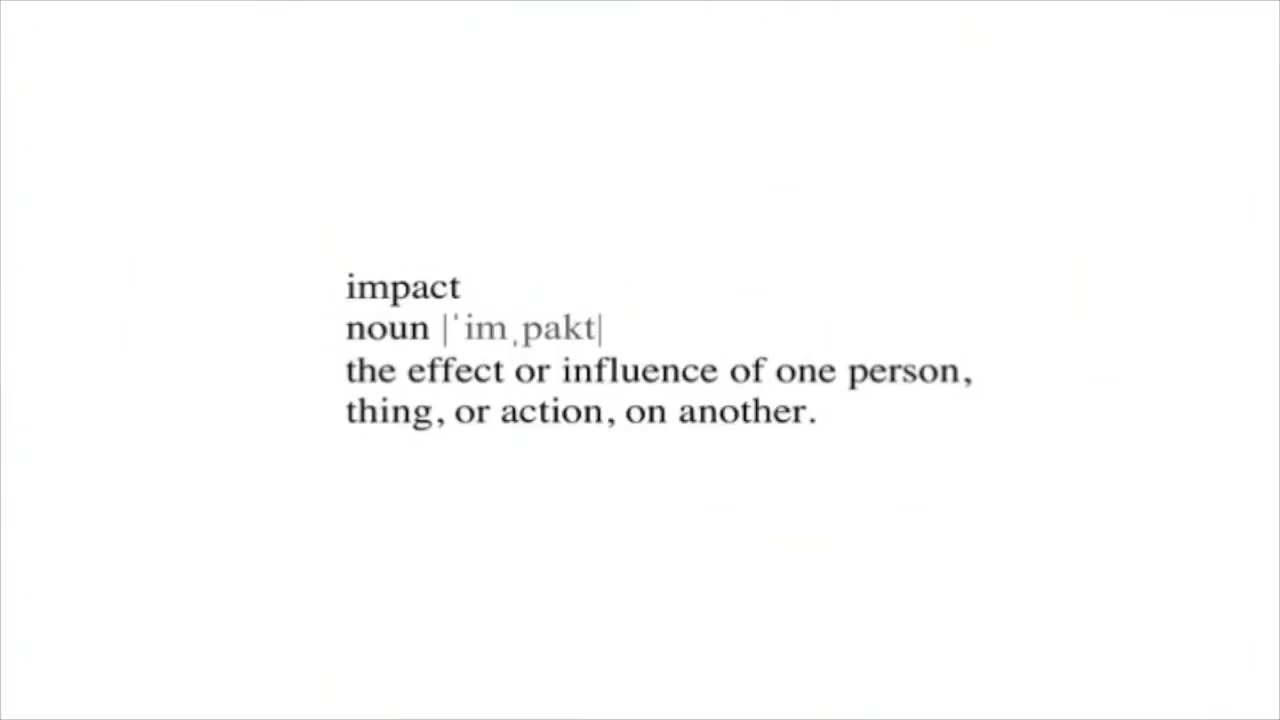 impact
noun |ˈimˌpakt|
the effect or influence of one person,
thing, or action, on another.